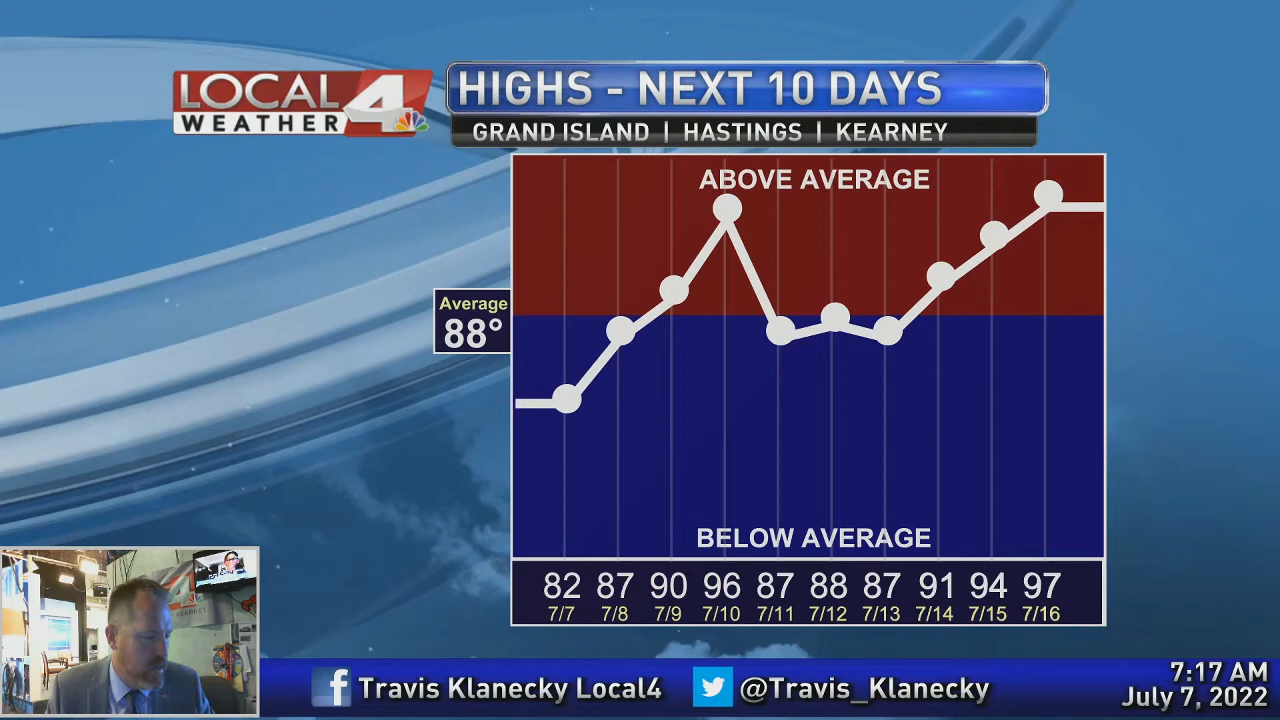 LOCAL 4
WEATHER
HIGHS - NEXT 10 DAYS
GRAND ISLAND | HASTINGS | KEARNEY
ABOVE AVERAGE
Average
88°
BELOW AVERAGE
82 87 90 96 87 88 87 91 94 97
7/7 7/8 7/9 7/10 7/11 7/12 7/13 7/14 7/15 7/16
KEARNEY
Travis Klanecky Local4
@Travis_Klanecky
7:17 AM
July 7, 2022